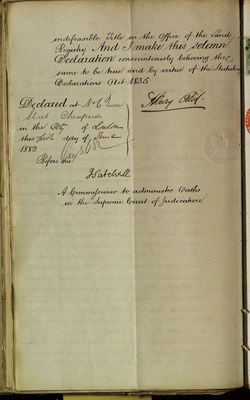 indefeasible Title in the Office of the Lands
Registry And I make this solemn
Declaration conscientiously believing the
same to be true and by virtue of the Statutory
Declarations Act 1835
Declared at No 6
Street Cheapside
in the City of London
this day of June
1882
Before me
A Commissioner to administer Oaths
in the Supreme Court of Judicature